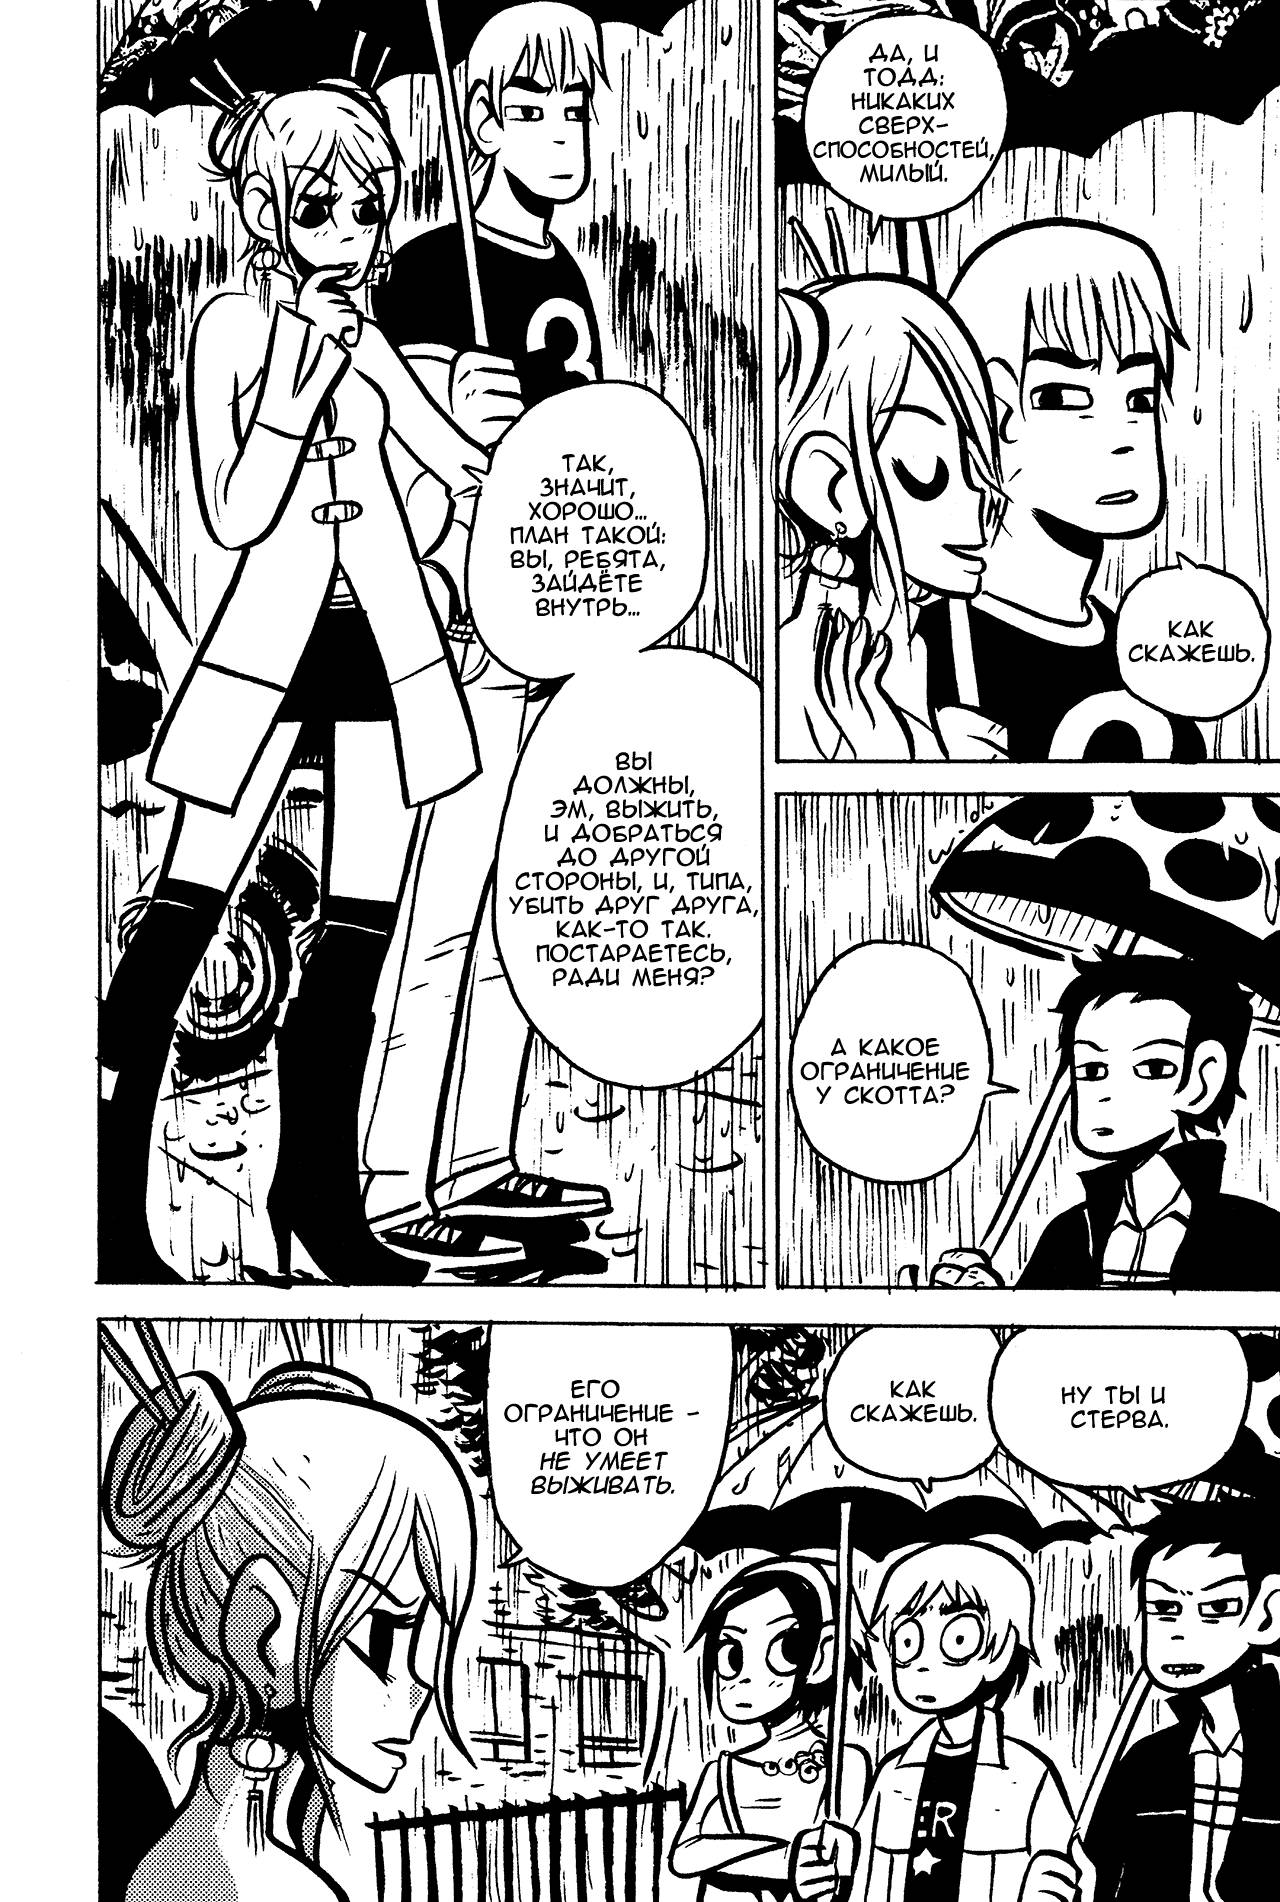 ТАК,
ЗНАЧИТ,
ХОРОШО...
ПЛАН ТАКОЙ:
ВЫ, РЕБЯТА,
ЗАЙДЁТЕ
ВНУТРЬ...
ВЫ
ДОЛЖНЫ,
ЭМ, ВЫЖИТЬ,
И ДОБРАТЬСЯ
ДО ДРУГОЙ
СТОРОНЫ, И, ТИПА,
УБИТЬ ДРУГ ДРУГА,
КАК-ТО ТАК.
ПОСТАРАЕТЕСЬ,
РАДИ МЕНЯ?
3
ДА, И
ТОДД:
НИКАКИХ
СВЕРХ-
СПОСОБНОСТЕЙ,
МИЛЫЙ.
КАК
СКАЖЕШЬ.
А КАКОЕ
ОГРАНИЧЕНИЕ
У СКОТТА?
ЕГО
ОГРАНИЧЕНИЕ -
ЧТО ОН
НЕ УМЕЕТ
ВЫЖИВАТЬ.
КАК
СКАЖЕШЬ.
НУ ТЫ И
СТЕРВА.
ER